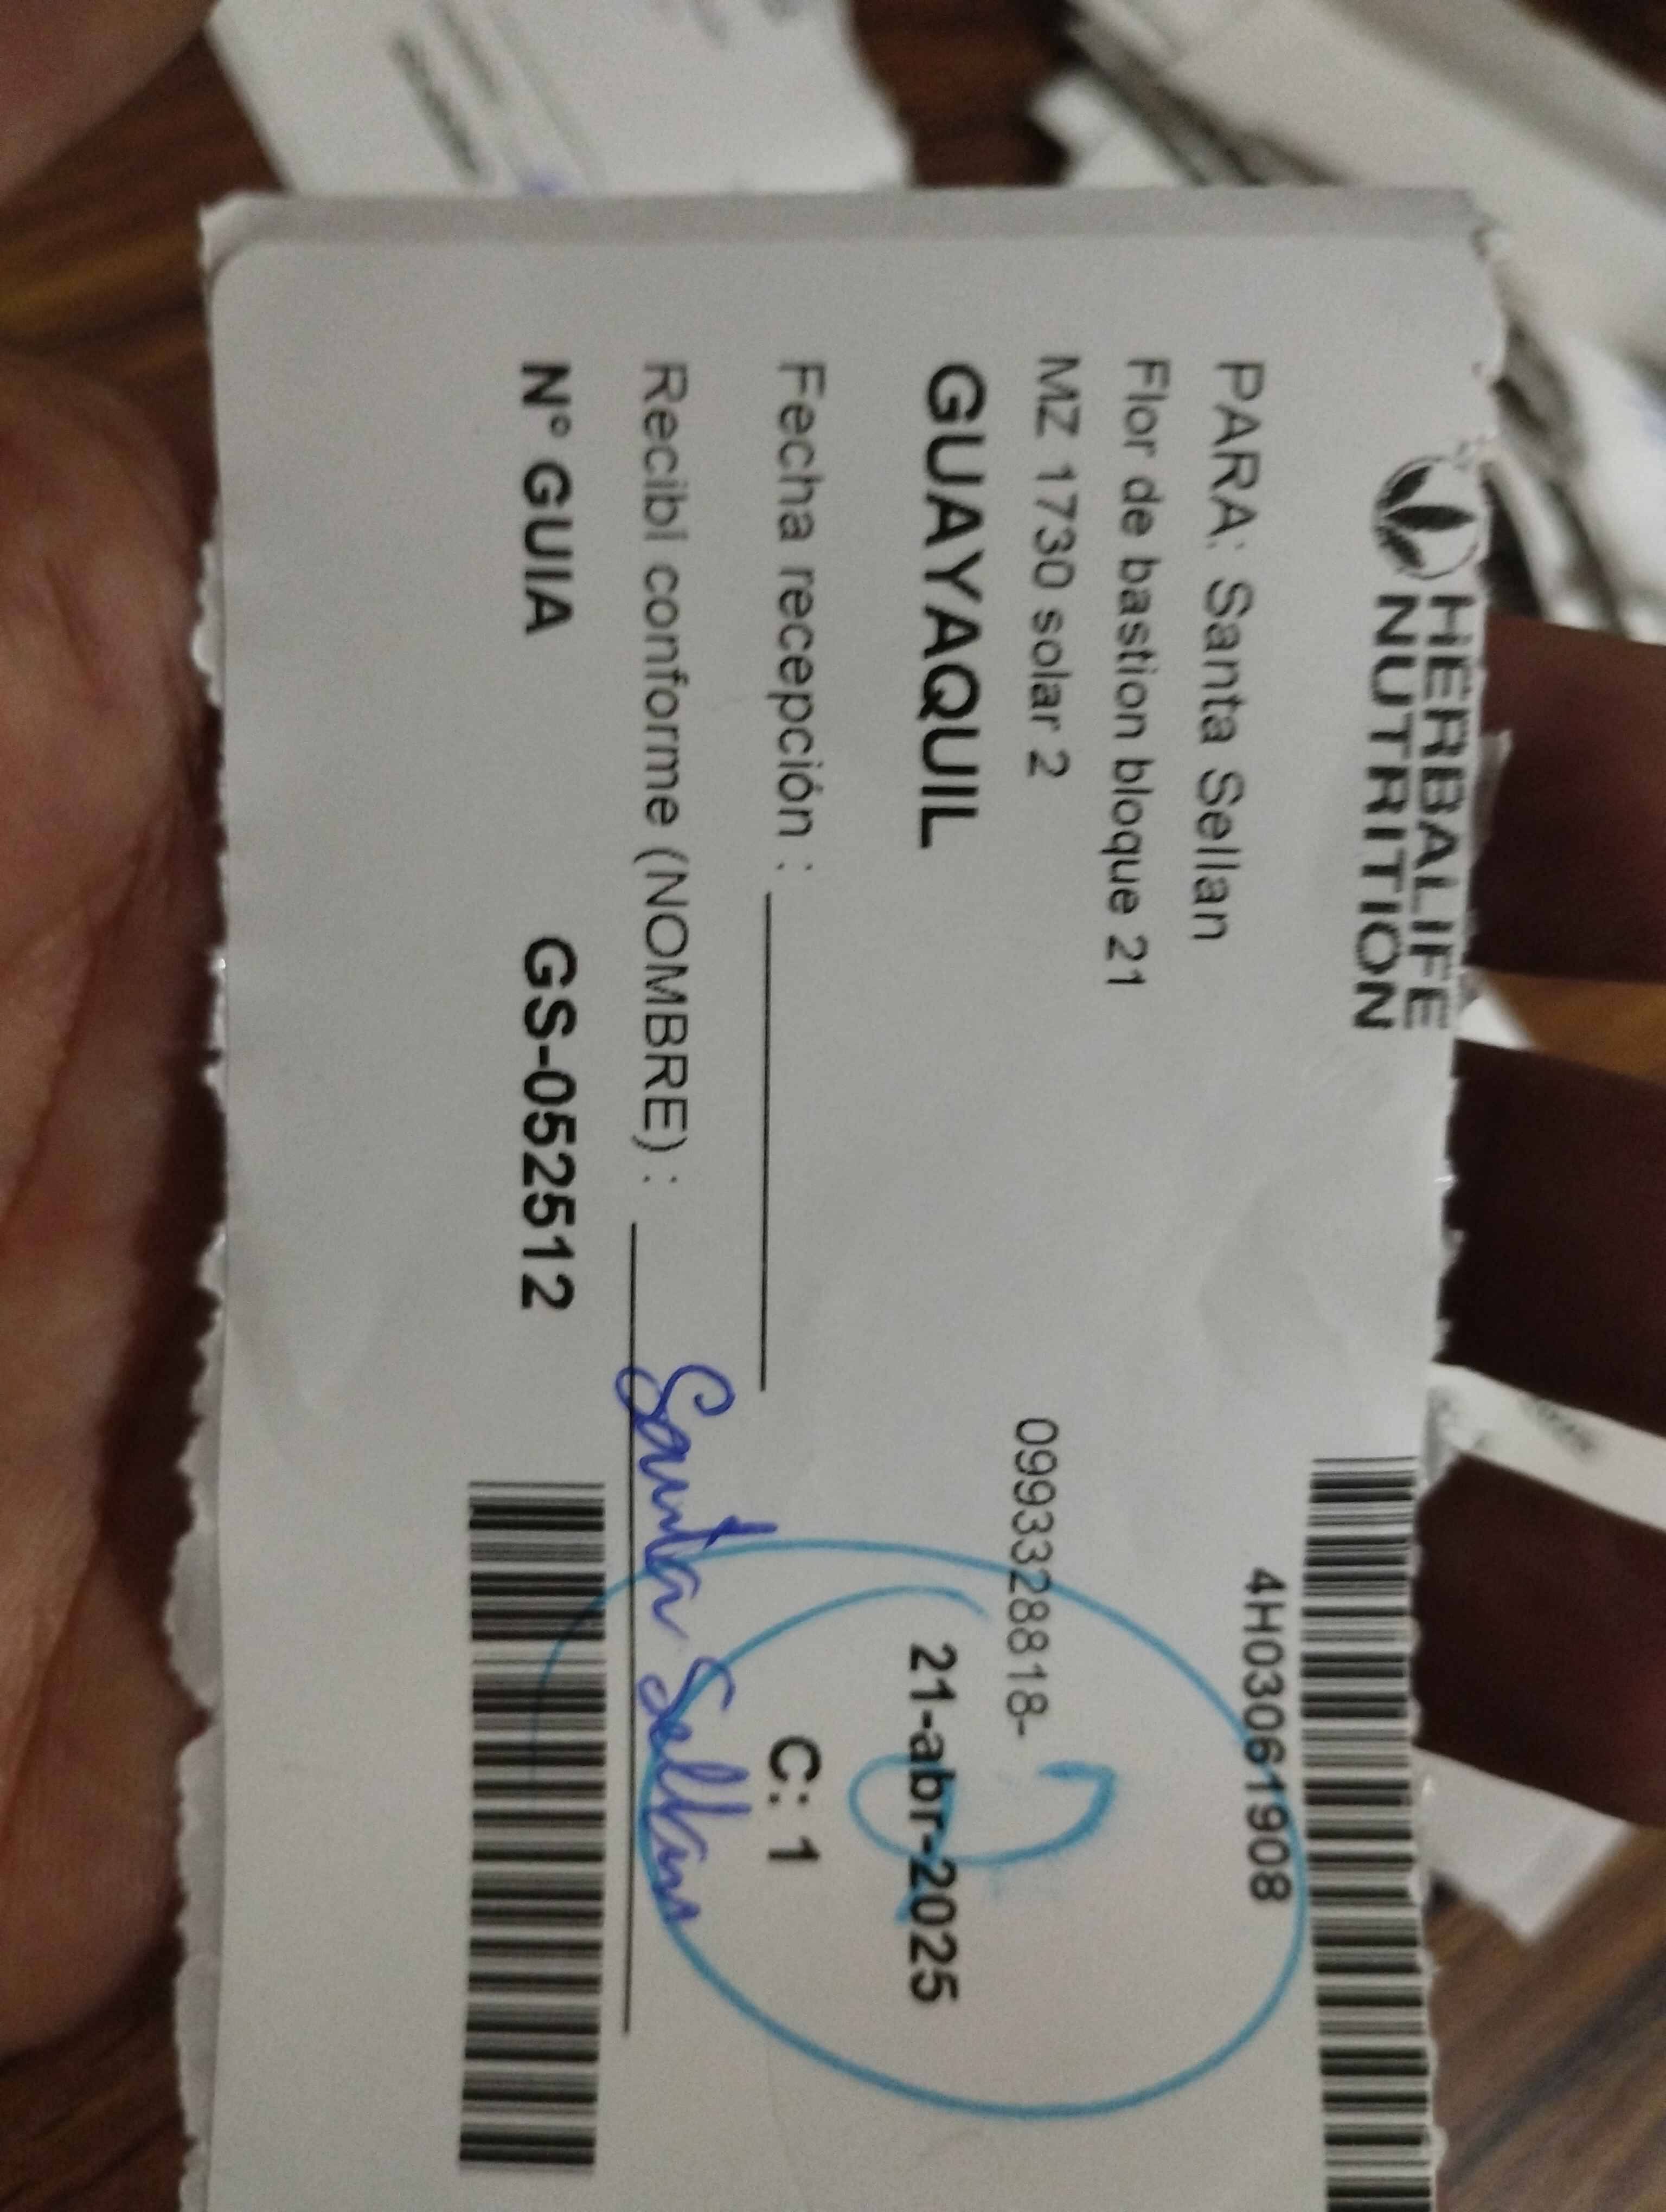 HERBALIFE
NUTRITION
4H03061908
PARA: Santa Sellan
Flor de bastion bloque 21
MZ 1730 solar 2
0993328818-
GUAYAQUIL
21-abr-2025
Fecha recepción :
C: 1
Recibi conforme (NOMBRE) : Santa Sellan
N° GUIA GS-052512